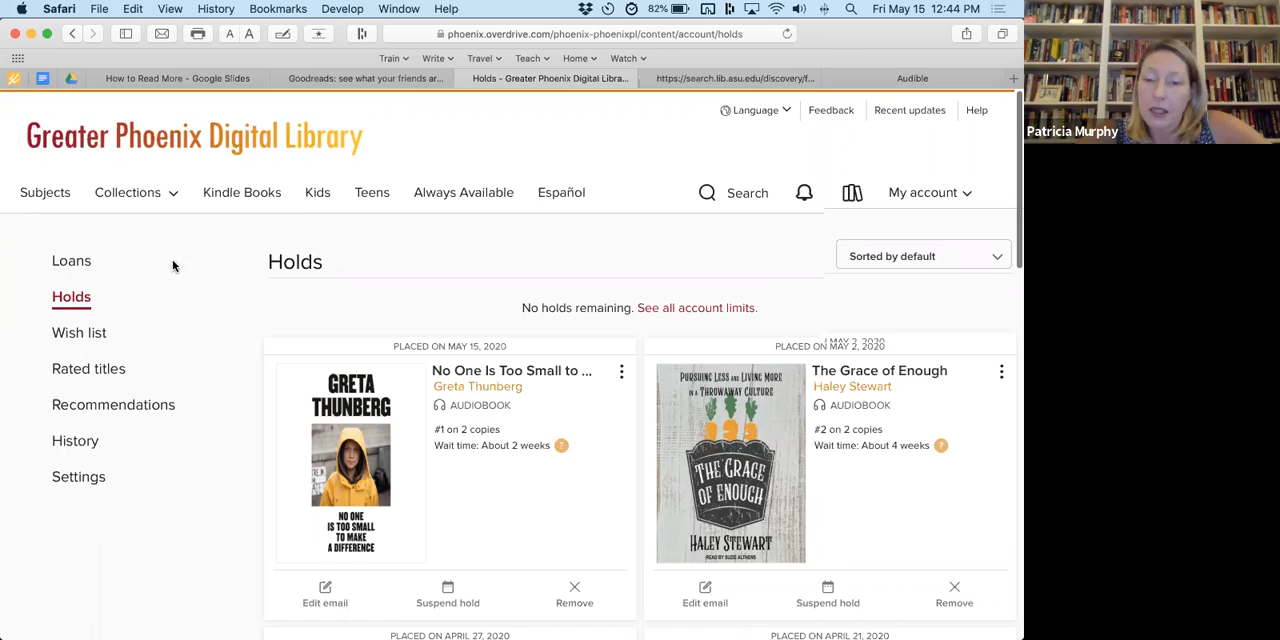 Safari File Edit View History Bookmarks Develop Window Help 82% Fri May 15 12:44 PM
A A phoenix.overdrive.com/phoenix-phoenixpl/content/account/holds
Train Write Travel Teach Home Watch
How to Read More - Google Slides Goodreads: see what your friends ar... Holds - Greater Phoenix Digital Libra... https://search.lib.asu.edu/discovery/f... Audible
Language Feedback Recent updates Help
Greater Phoenix Digital Library
Subjects Collections Kindle Books Kids Teens Always Available Español Search My account
Loans
Holds
Wish list
Rated titles
Recommendations
History
Settings
Holds
Sorted by default
No holds remaining. See all account limits.
PLACED ON MAY 15, 2020
GRETA
THUNBERG
NO ONE
IS TOO SMALL
TO MAKE
A DIFFERENCE
No One Is Too Small to ...
Greta Thunberg
AUDIOBOOK
#1 on 2 copies
Wait time: About 2 weeks ?
Edit email Suspend hold Remove
PLACED ON MAY 2, 2020
PURSUING LESS AND LIVING MORE
IN A THROWAWAY CULTURE
THE GRACE
OF ENOUGH
HALEY STEWART
READ BY SUZIE ALTHENS
The Grace of Enough
Haley Stewart
AUDIOBOOK
#2 on 2 copies
Wait time: About 4 weeks ?
Edit email Suspend hold Remove
PLACED ON APRIL 27, 2020
PLACED ON APRIL 21, 2020
Patricia Murphy